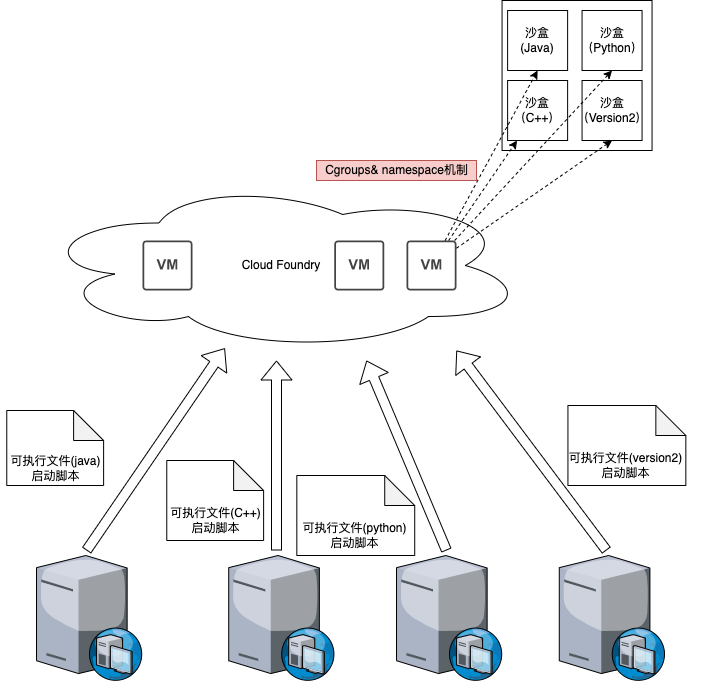 沙盒
(Java)
沙盒
(Python)
沙盒
(C++)
沙盒
(Version2)
Cgroups& namespace机制
VM
Cloud Foundry
VM
VM
可执行文件(java)
启动脚本
可执行文件(C++)
启动脚本
可执行文件(python)
启动脚本
可执行文件(version2)
启动脚本